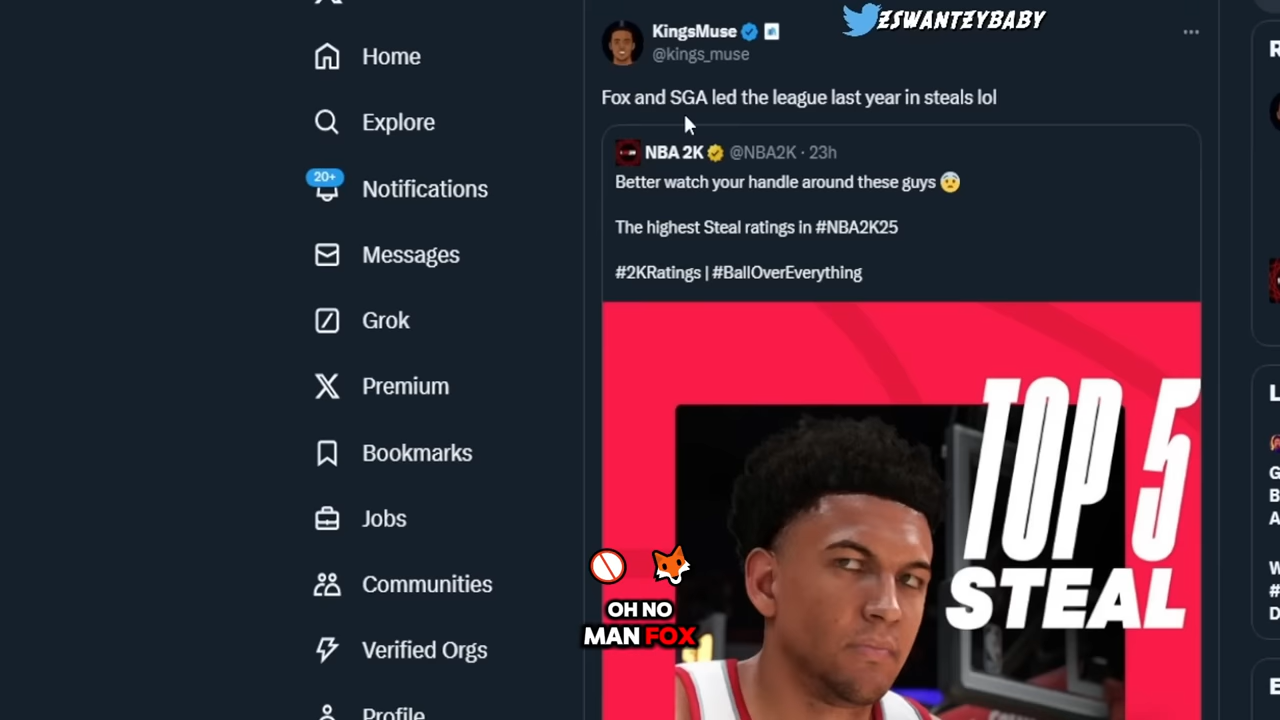 ZSWANTZYBABY
KingsMuse
@kings_muse
Fox and SGA led the league last year in steals lol
NBA 2K @NBA2K · 23h
Better watch your handle around these guys 😨
The highest Steal ratings in #NBA2K25
#2KRatings | #BallOverEverything
TOP 5
STEAL
OH NO
MAN FOX
Home
Explore
20+
Notifications
Messages
Grok
Premium
Bookmarks
Jobs
Communities
Verified Orgs
Profile